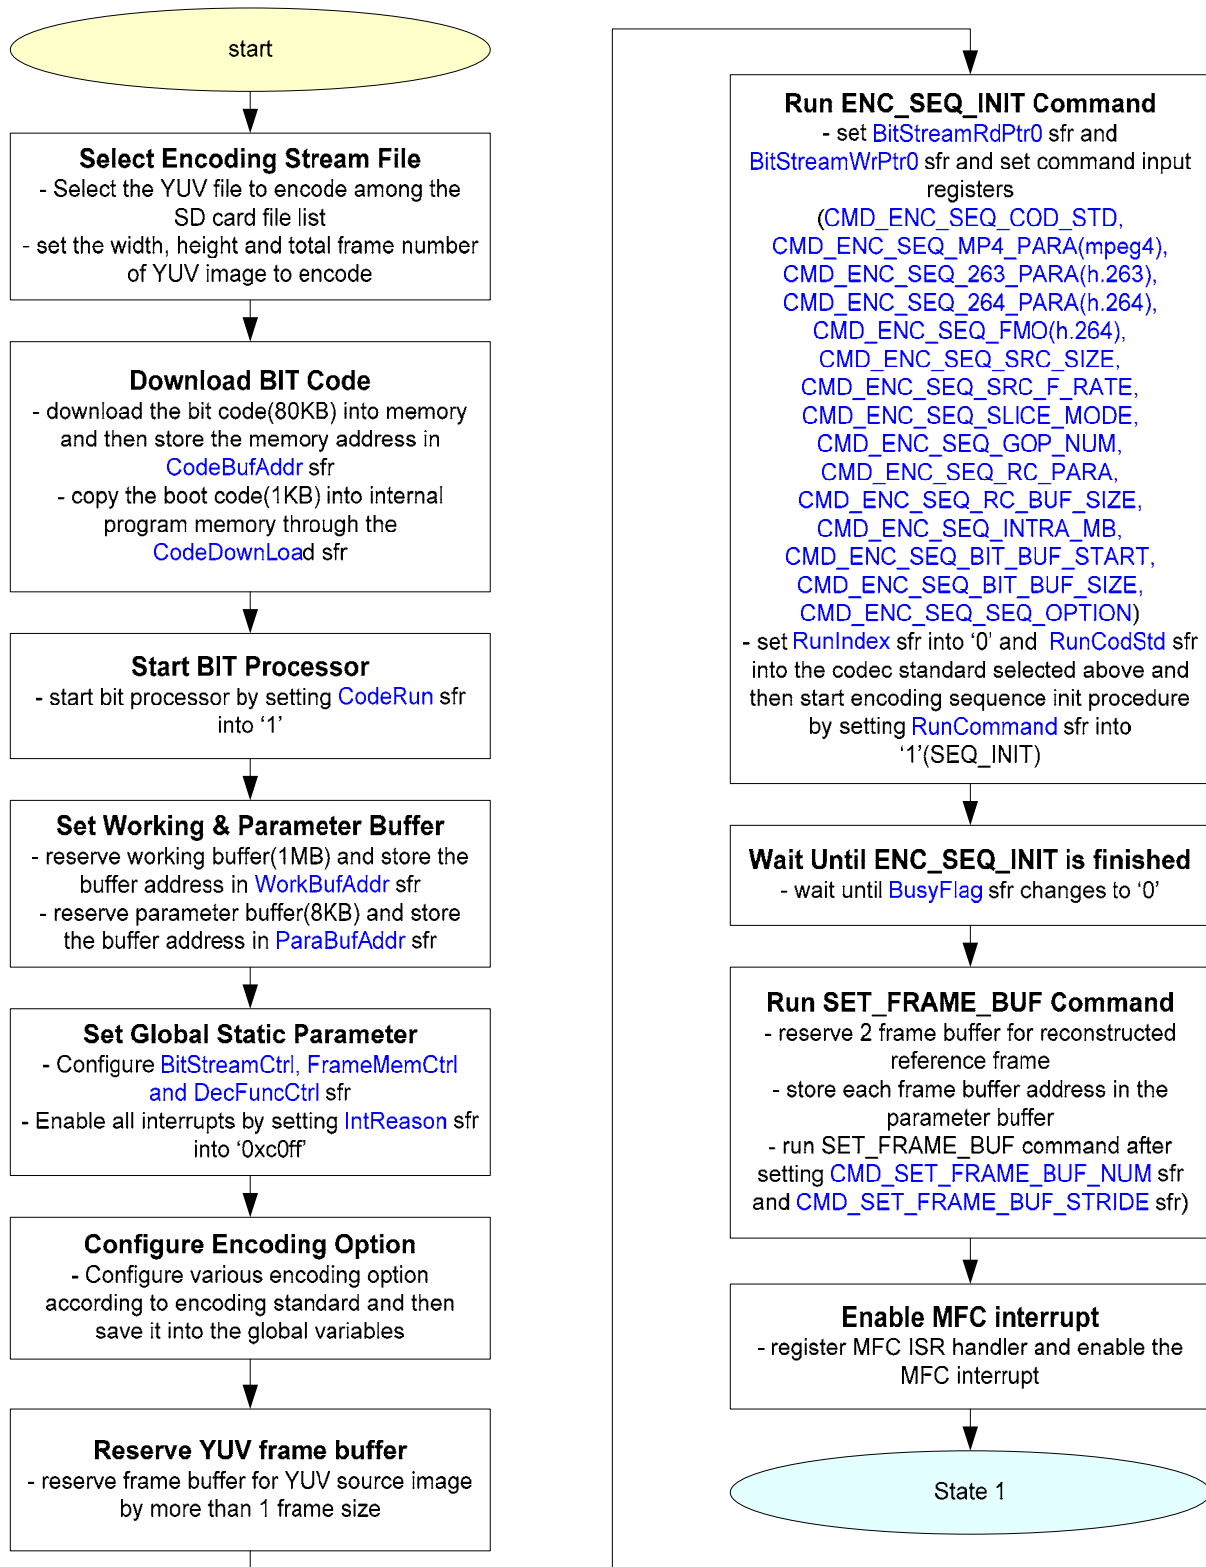 start
Select Encoding Stream File
- Select the YUV file to encode among the
SD card file list
- set the width, height and total frame number
of YUV image to encode
Download BIT Code
- download the bit code(80KB) into memory
and then store the memory address in
CodeBufAddr sfr
- copy the boot code(1KB) into internal
program memory through the
CodeDownLoad sfr
Start BIT Processor
- start bit processor by setting CodeRun sfr
into ‘1’
Set Working & Parameter Buffer
- reserve working buffer(1MB) and store the
buffer address in WorkBufAddr sfr
- reserve parameter buffer(8KB) and store
the buffer address in ParaBufAddr sfr
Set Global Static Parameter
- Configure BitStreamCtrl, FrameMemCtrl
and DecFuncCtrl sfr
- Enable all interrupts by setting IntReason sfr
into ‘0xc0ff’
Configure Encoding Option
- Configure various encoding option
according to encoding standard and then
save it into the global variables
Reserve YUV frame buffer
- reserve frame buffer for YUV source image
by more than 1 frame size
Run ENC_SEQ_INIT Command
- set BitStreamRdPtr0 sfr and
BitStreamWrPtr0 sfr and set command input
registers
(CMD_ENC_SEQ_COD_STD,
CMD_ENC_SEQ_MP4_PARA(mpeg4),
CMD_ENC_SEQ_263_PARA(h.263),
CMD_ENC_SEQ_264_PARA(h.264),
CMD_ENC_SEQ_FMO(h.264),
CMD_ENC_SEQ_SRC_SIZE,
CMD_ENC_SEQ_SRC_F_RATE,
CMD_ENC_SEQ_SLICE_MODE,
CMD_ENC_SEQ_GOP_NUM,
CMD_ENC_SEQ_RC_PARA,
CMD_ENC_SEQ_RC_BUF_SIZE,
CMD_ENC_SEQ_INTRA_MB,
CMD_ENC_SEQ_BIT_BUF_START,
CMD_ENC_SEQ_BIT_BUF_SIZE,
CMD_ENC_SEQ_SEQ_OPTION)
- set RunIndex sfr into ‘0’ and RunCodStd sfr
into the codec standard selected above and
then start encoding sequence init procedure
by setting RunCommand sfr into
‘1’(SEQ_INIT)
Wait Until ENC_SEQ_INIT is finished
- wait until BusyFlag sfr changes to ‘0’
Run SET_FRAME_BUF Command
- reserve 2 frame buffer for reconstructed
reference frame
- store each frame buffer address in the
parameter buffer
- run SET_FRAME_BUF command after
setting CMD_SET_FRAME_BUF_NUM sfr
and CMD_SET_FRAME_BUF_STRIDE sfr)
Enable MFC interrupt
- register MFC ISR handler and enable the
MFC interrupt
State 1